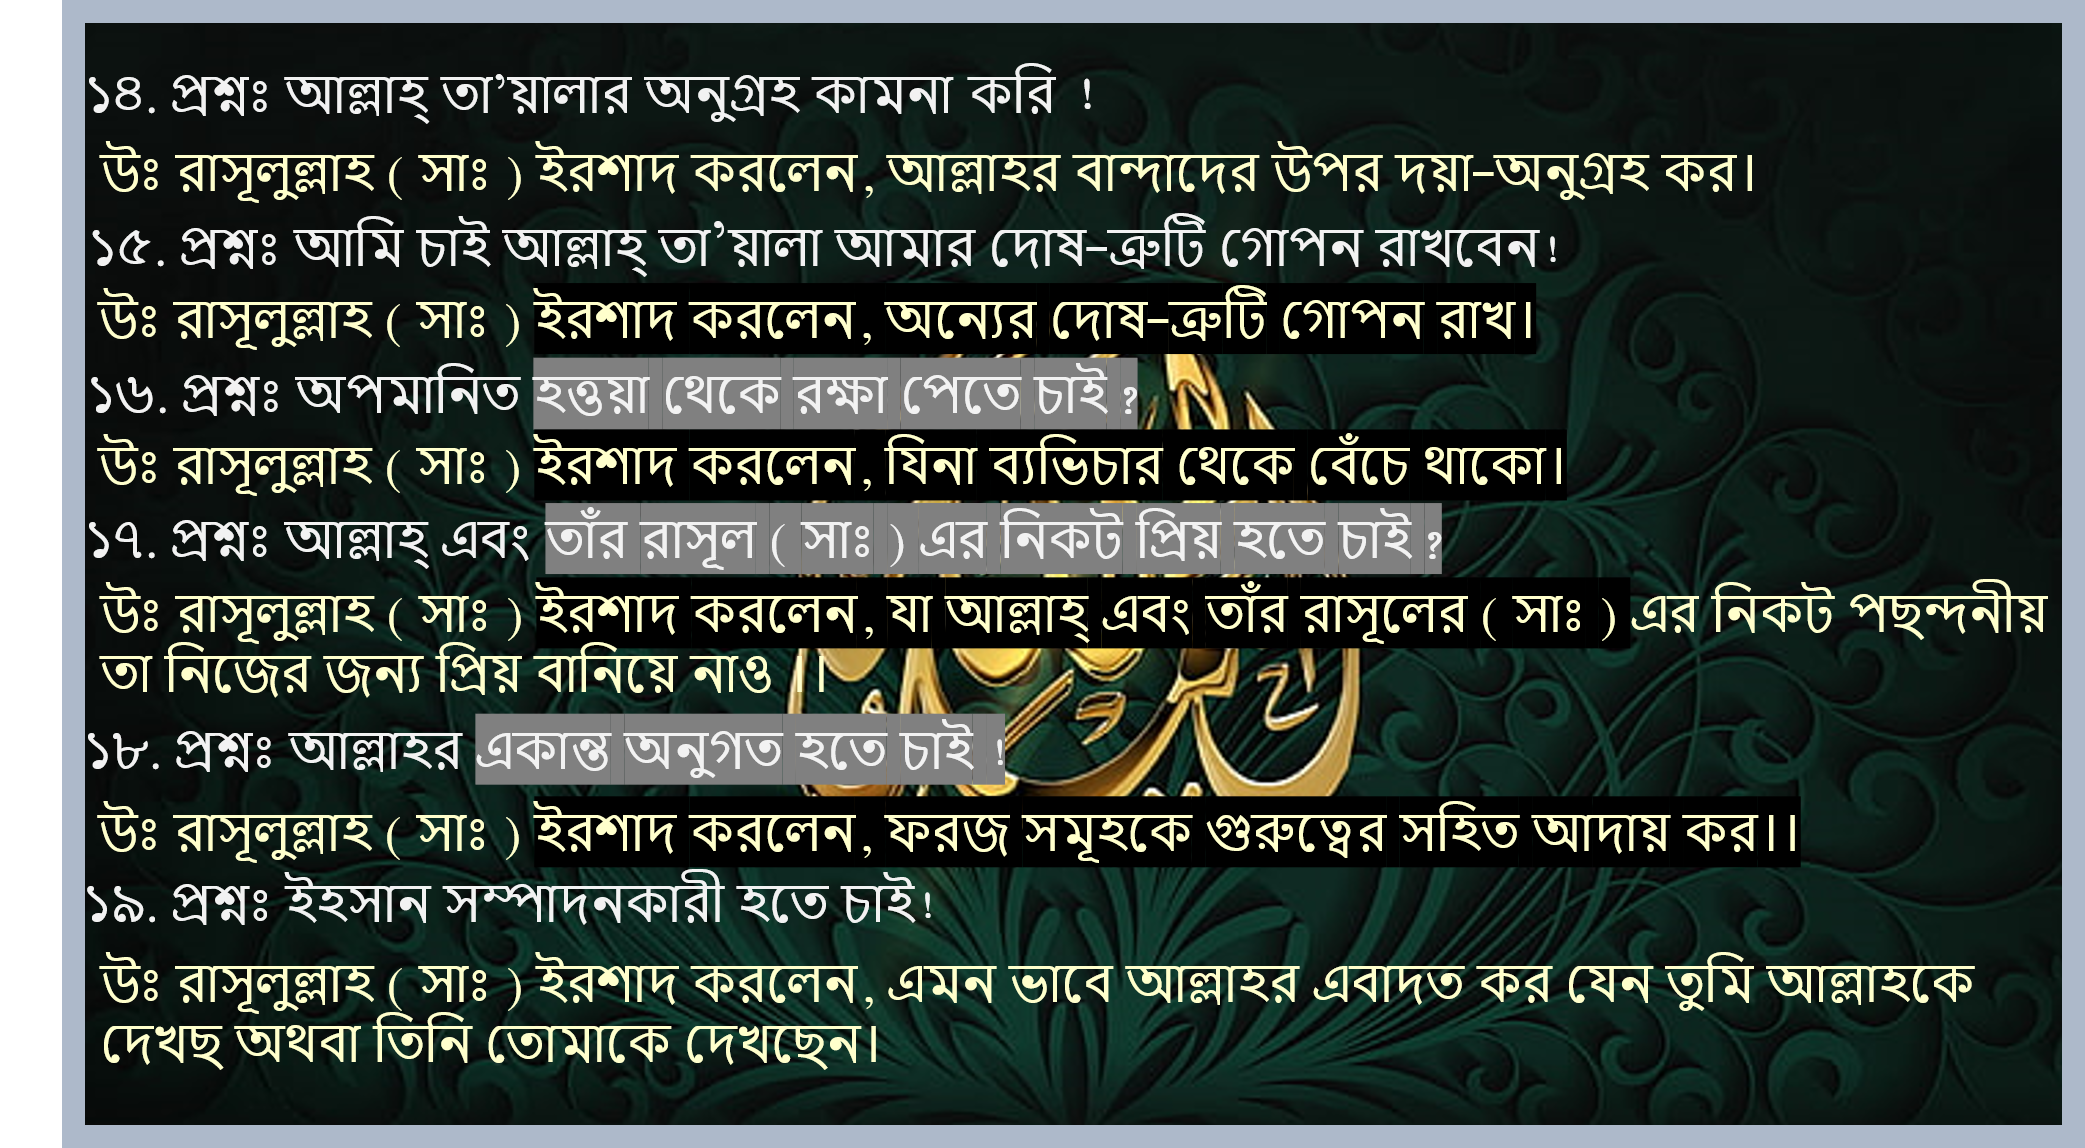 ১৪. প্রশ্নঃ আল্লাহ্ তা’য়ালার অনুগ্রহ কামনা করি !
উঃ রাসূলুল্লাহ ( সাঃ ) ইরশাদ করলেন, আল্লাহর বান্দাদের উপর দয়া–অনুগ্রহ কর।
১৫. প্রশ্নঃ আমি চাই আল্লাহ্ তা’য়ালা আমার দোষ–ত্রুটি গোপন রাখবেন!
উঃ রাসূলুল্লাহ ( সাঃ ) ইরশাদ করলেন, অন্যের দোষ–ত্রুটি গোপন রাখ।
১৬. প্রশ্নঃ অপমানিত হওয়া থেকে রক্ষা পেতে চাই ?
উঃ রাসূলুল্লাহ ( সাঃ ) ইরশাদ করলেন, যিনা ব্যভিচার থেকে বেঁচে থাকো।
১৭. প্রশ্নঃ আল্লাহ্ এবং তাঁর রাসূল ( সাঃ ) এর নিকট প্রিয় হতে চাই ?
উঃ রাসূলুল্লাহ ( সাঃ ) ইরশাদ করলেন, যা আল্লাহ্ এবং তাঁর রাসূলের ( সাঃ ) এর নিকট পছন্দনীয়
তা নিজের জন্য প্রিয় বানিয়ে নাও ।।
১৮. প্রশ্নঃ আল্লাহর একান্ত অনুগত হতে চাই !
উঃ রাসূলুল্লাহ ( সাঃ ) ইরশাদ করলেন, ফরজ সমূহকে গুরুত্বের সহিত আদায় কর।।
১৯. প্রশ্নঃ ইহসান সম্পাদনকারী হতে চাই!
উঃ রাসূলুল্লাহ ( সাঃ ) ইরশাদ করলেন, এমন ভাবে আল্লাহর এবাদত কর যেন তুমি আল্লাহকে
দেখছ অথবা তিনি তোমাকে দেখছেন।